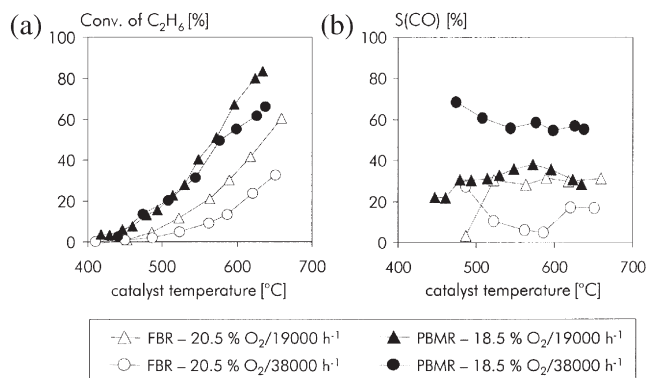 (a) Conv. of C₂H₆ [%]
100
80
60
40
20
0
400 500 600 700
catalyst temperature [°C]
(b) S(CO) [%]
100
80
60
40
20
0
400 500 600 700
catalyst temperature [°C]
FBR – 20.5 % O₂/19000 h⁻¹
PBMR – 18.5 % O₂/19000 h⁻¹
FBR – 20.5 % O₂/38000 h⁻¹
PBMR – 18.5 % O₂/38000 h⁻¹